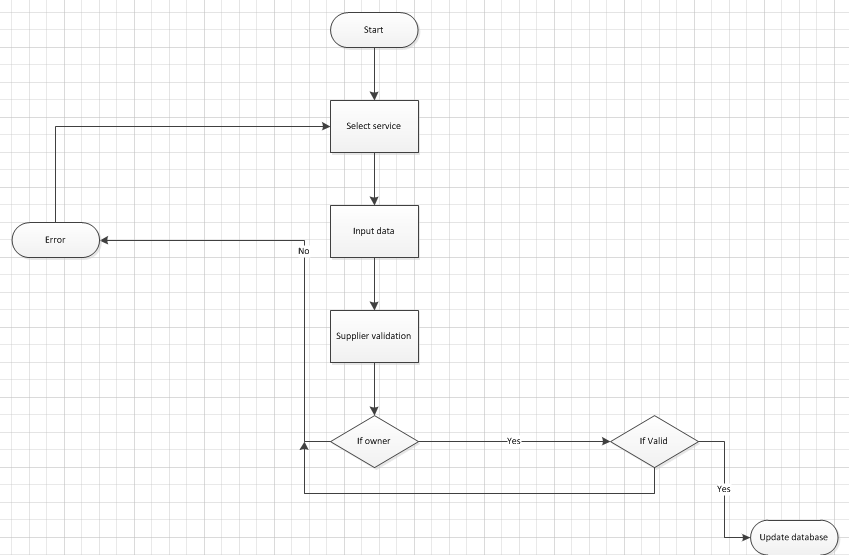 Start
Select service
Input data
Error
No
Supplier validation
If owner
Yes
If Valid
Yes
Update database